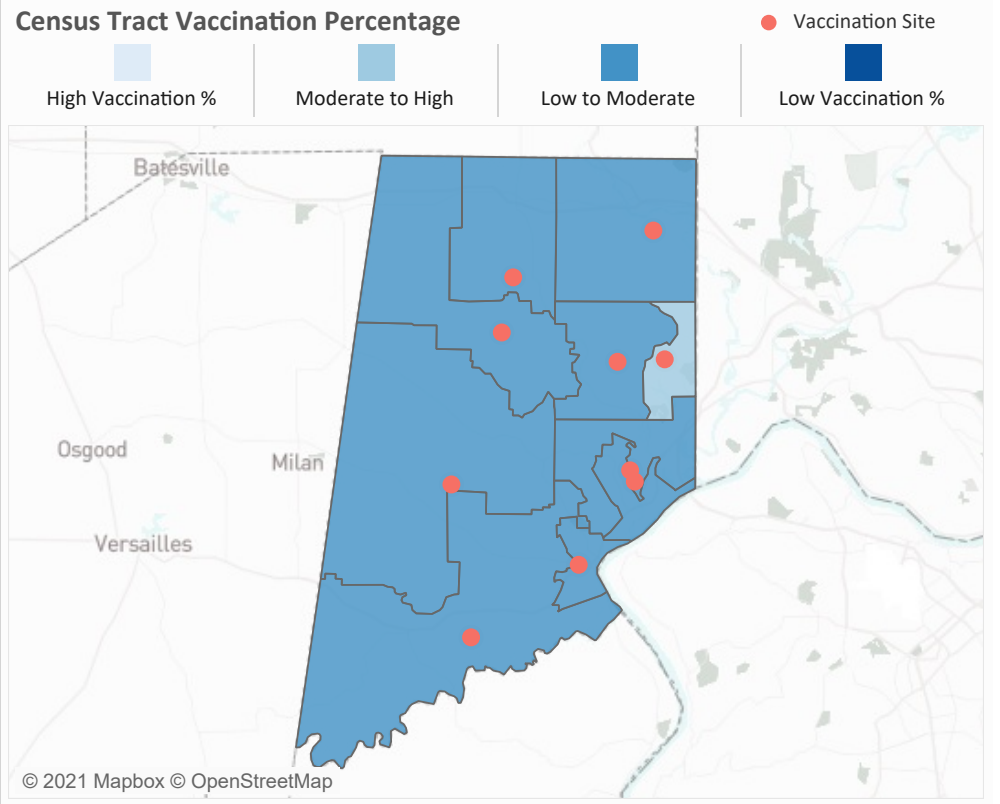 Census Tract Vaccination Percentage
Vaccination Site
High Vaccination %
Moderate to High
Low to Moderate
Low Vaccination %
Batesville
Osgood
Milan
Versailles
© 2021 Mapbox © OpenStreetMap